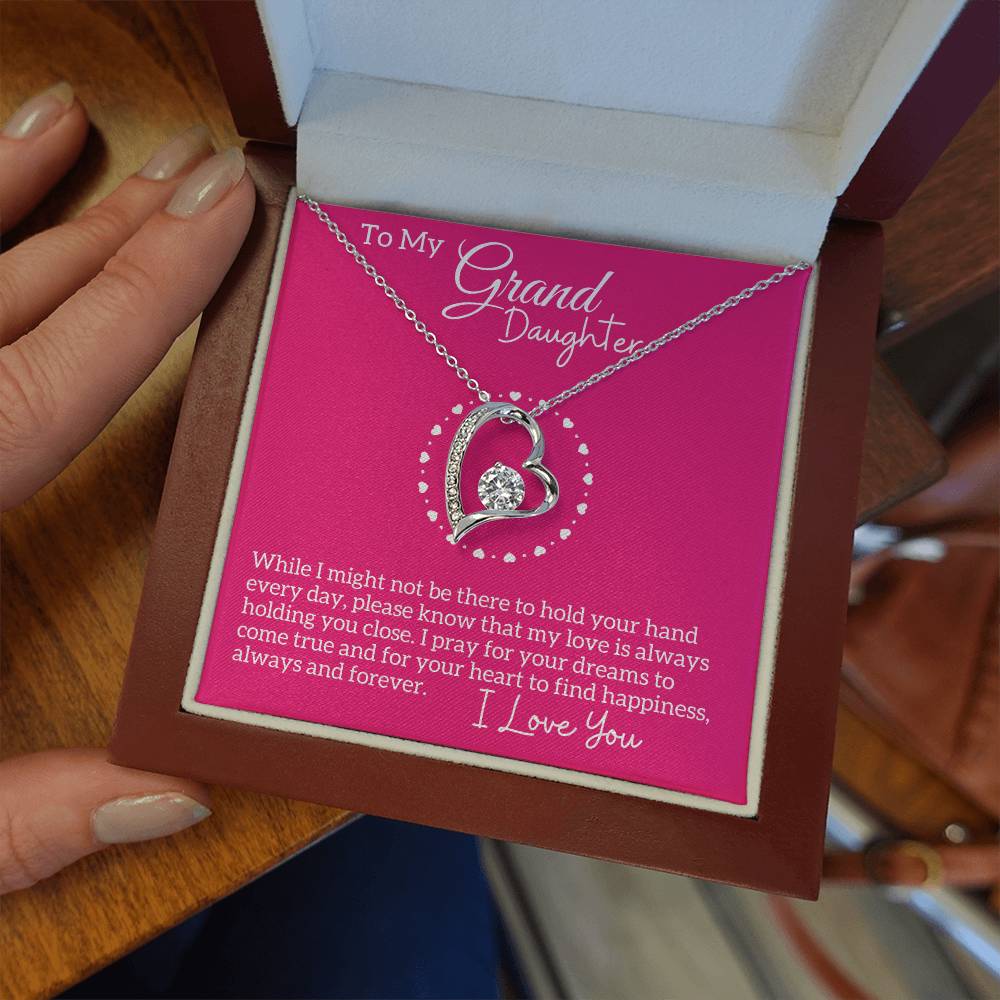 To My
Grand
Daughter
While I might not be there to hold your hand
every day, please know that my love is always
holding you close. I pray for your dreams to
come true and for your heart to find happiness,
always and forever.
I Love You